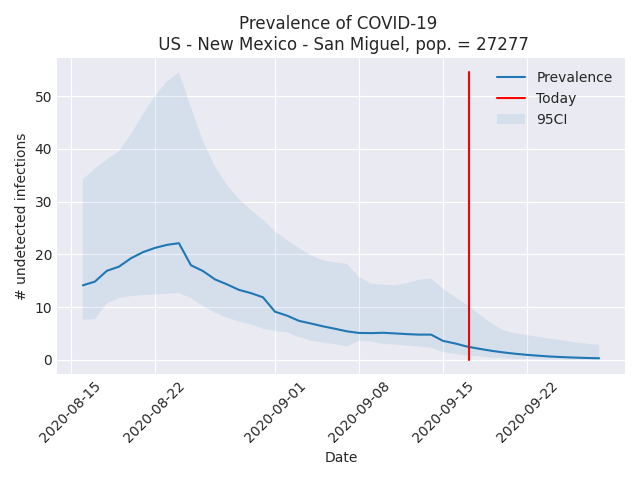 Prevalence of COVID-19
US - New Mexico - San Miguel, pop. = 27277
Prevalence
Today
95CI
# undetected infections
50
40
30
20
10
0
2020-08-15
2020-08-22
2020-09-01
2020-09-08
2020-09-15
2020-09-22
Date